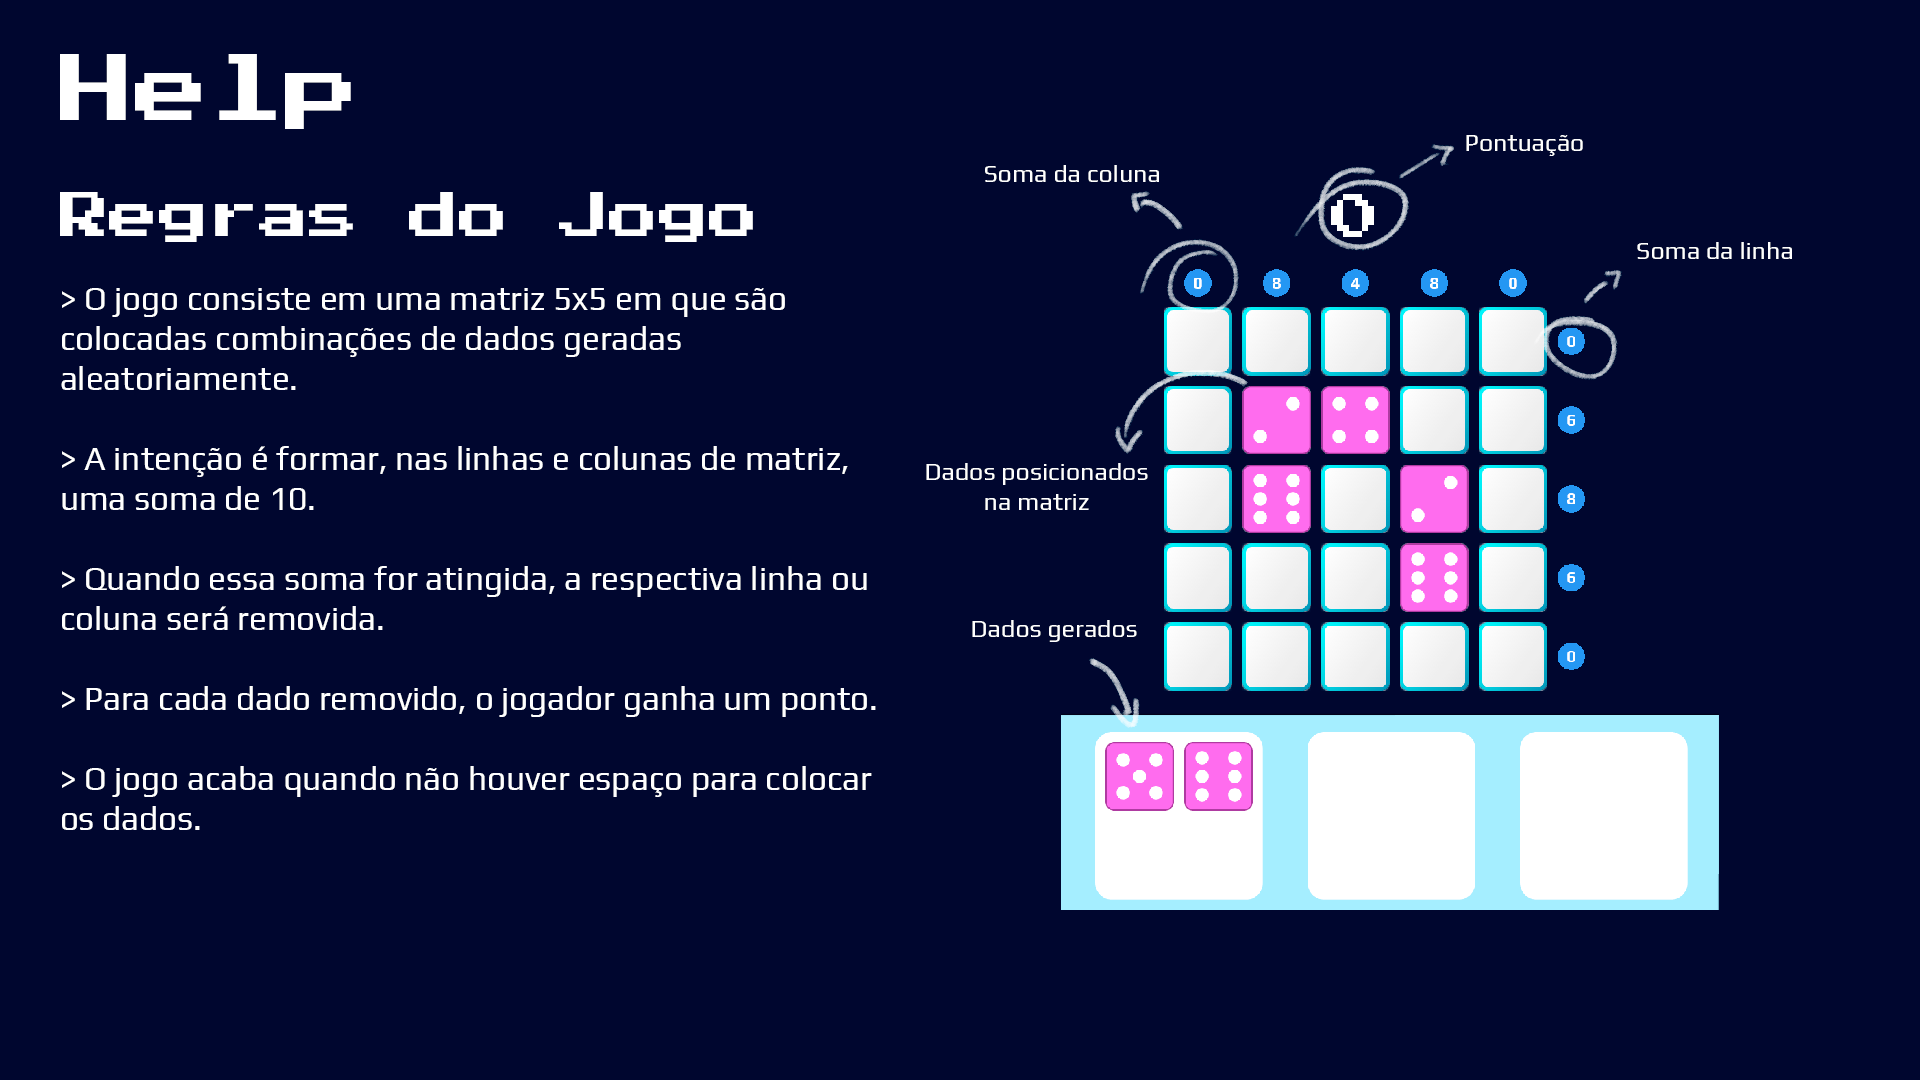 Help
Regras do Jogo
> O jogo consiste em uma matriz 5x5 em que são
colocadas combinações de dados geradas
aleatoriamente.
> A intenção é formar, nas linhas e colunas de matriz,
uma soma de 10.
> Quando essa soma for atingida, a respectiva linha ou
coluna será removida.
> Para cada dado removido, o jogador ganha um ponto.
> O jogo acaba quando não houver espaço para colocar
os dados.
Pontuação
Soma da coluna
0
Soma da linha
0 8 4 8 0
0
6
Dados posicionados
na matriz
8
6
Dados gerados
0